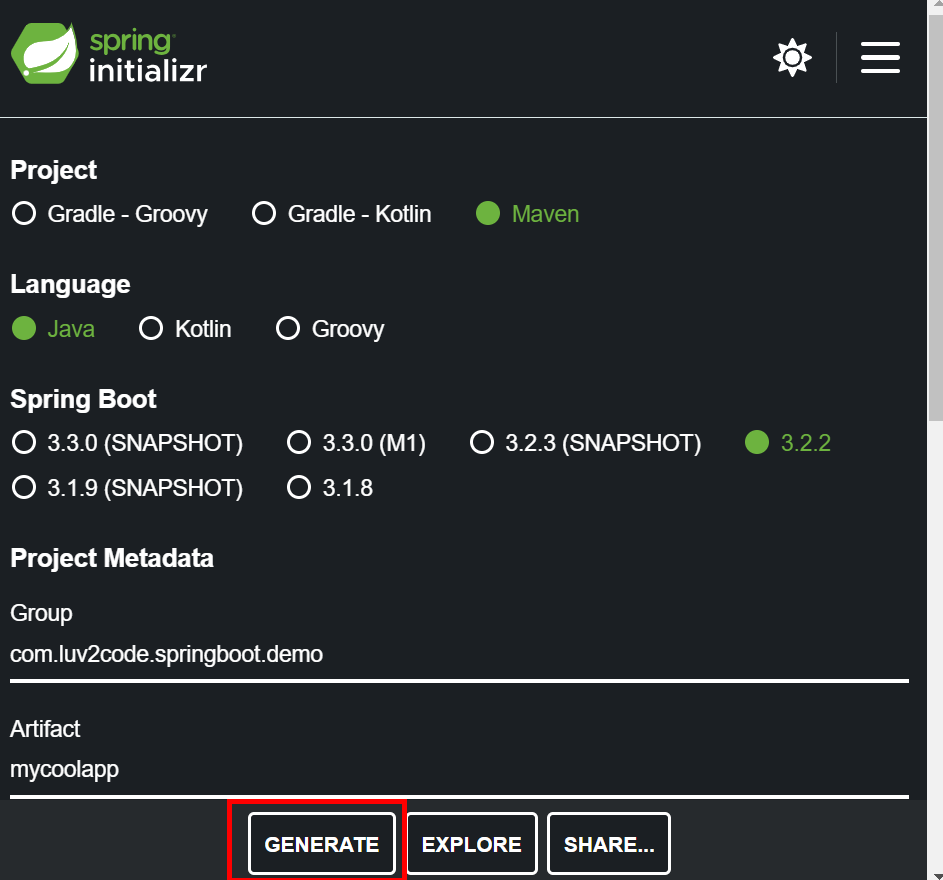 spring
initializr
Project
Gradle - Groovy Gradle - Kotlin Maven
Language
Java Kotlin Groovy
Spring Boot
3.3.0 (SNAPSHOT) 3.3.0 (M1) 3.2.3 (SNAPSHOT) 3.2.2
3.1.9 (SNAPSHOT) 3.1.8
Project Metadata
Group
com.luv2code.springboot.demo
Artifact
mycoolapp
GENERATE EXPLORE SHARE...